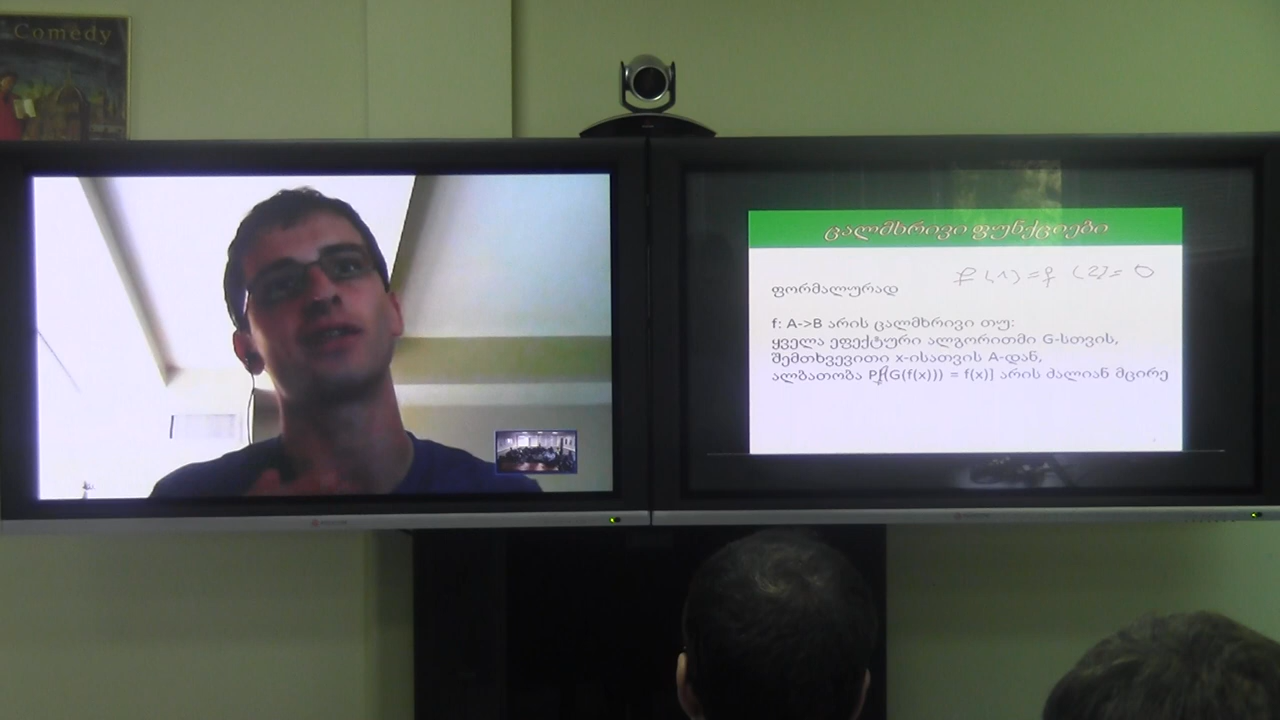 Comedy
ცალმხრივი ფუნქციები
f(1)=f(2)=0
ფორმალურად
f: A->B არის ცალმხრივი თუ:
ყველა ეფექტური ალგორითმი G-სთვის,
შემთხვევითი x-ისათვის A-დან,
ალბათობა P[f(G(f(x))) = f(x)] არის ძალიან მცირე